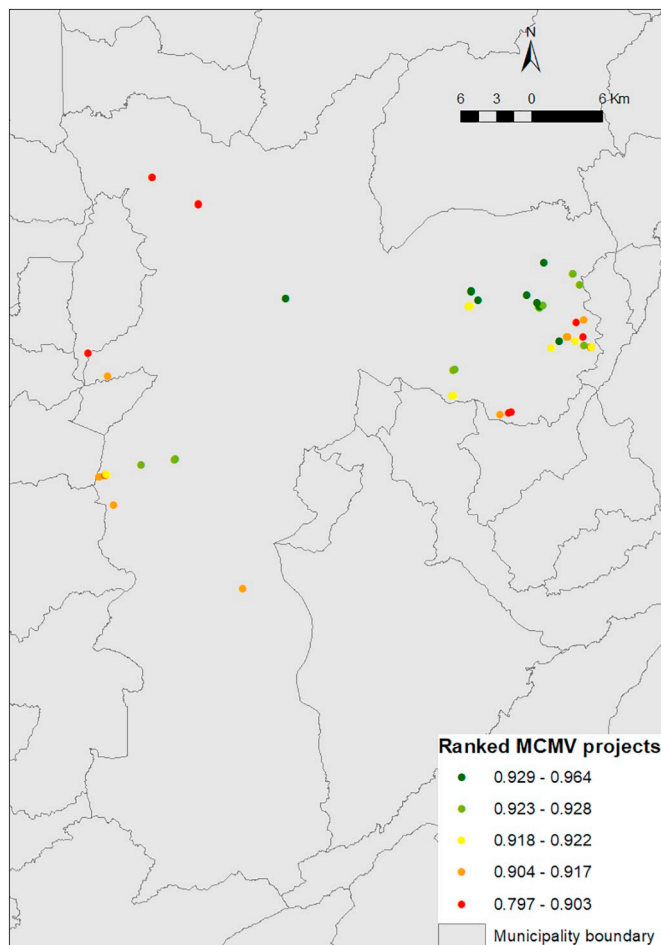 N
6 3 0 6 Km
Ranked MCMV projects
0.929 - 0.964
0.923 - 0.928
0.918 - 0.922
0.904 - 0.917
0.797 - 0.903
Municipality boundary